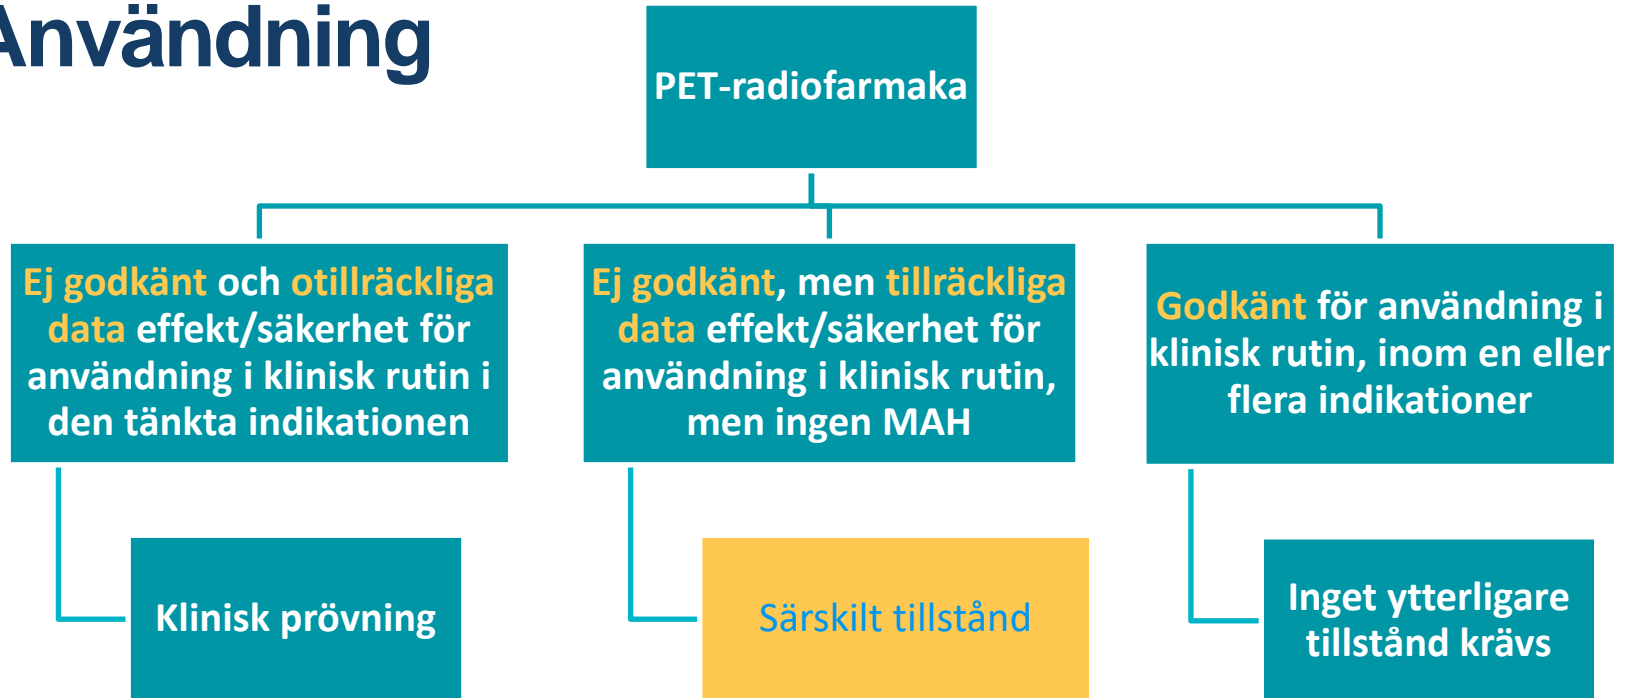 Användning
PET-radiofarmaka
Ej godkänt och otillräckliga
data effekt/säkerhet för
användning i klinisk rutin i
den tänkta indikationen
Ej godkänt, men tillräckliga
data effekt/säkerhet för
användning i klinisk rutin,
men ingen MAH
Godkänt för användning i
klinisk rutin, inom en eller
flera indikationer
Klinisk prövning
Särskilt tillstånd
Inget ytterligare
tillstånd krävs